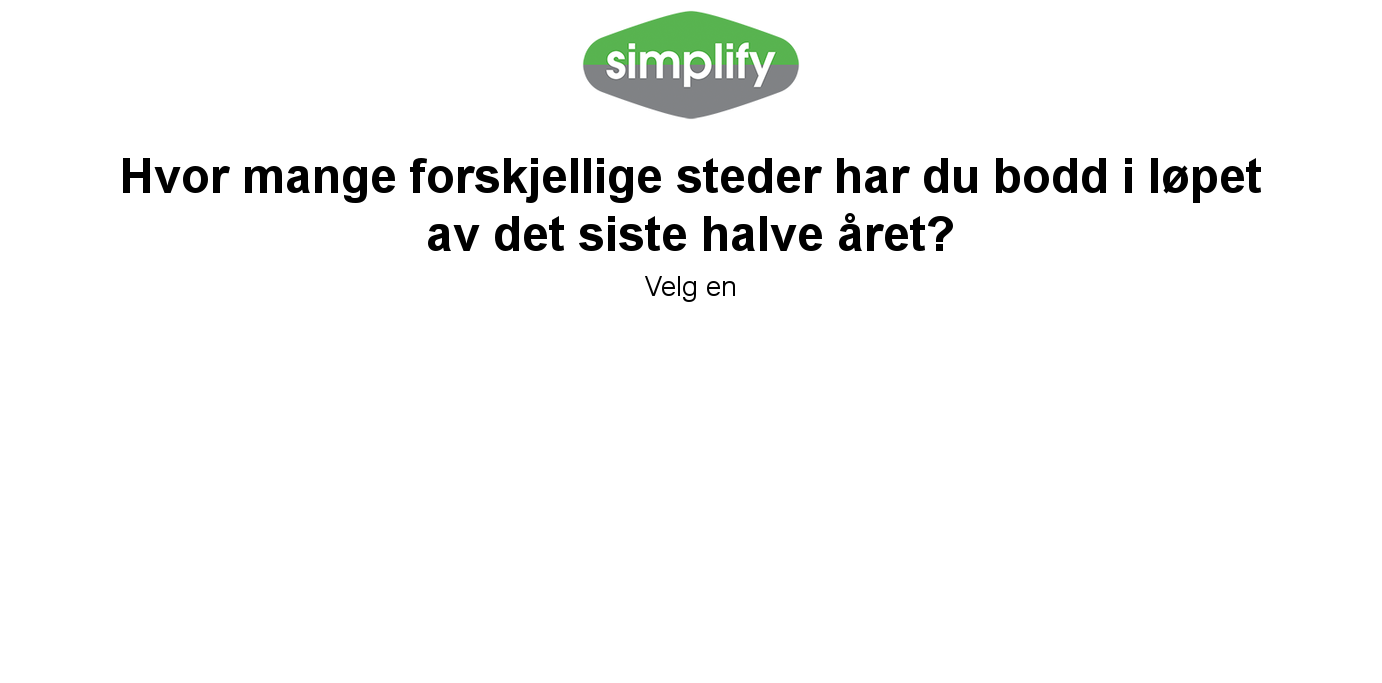 simplify
Hvor mange forskjellige steder har du bodd i løpet
av det siste halve året?
Velg en